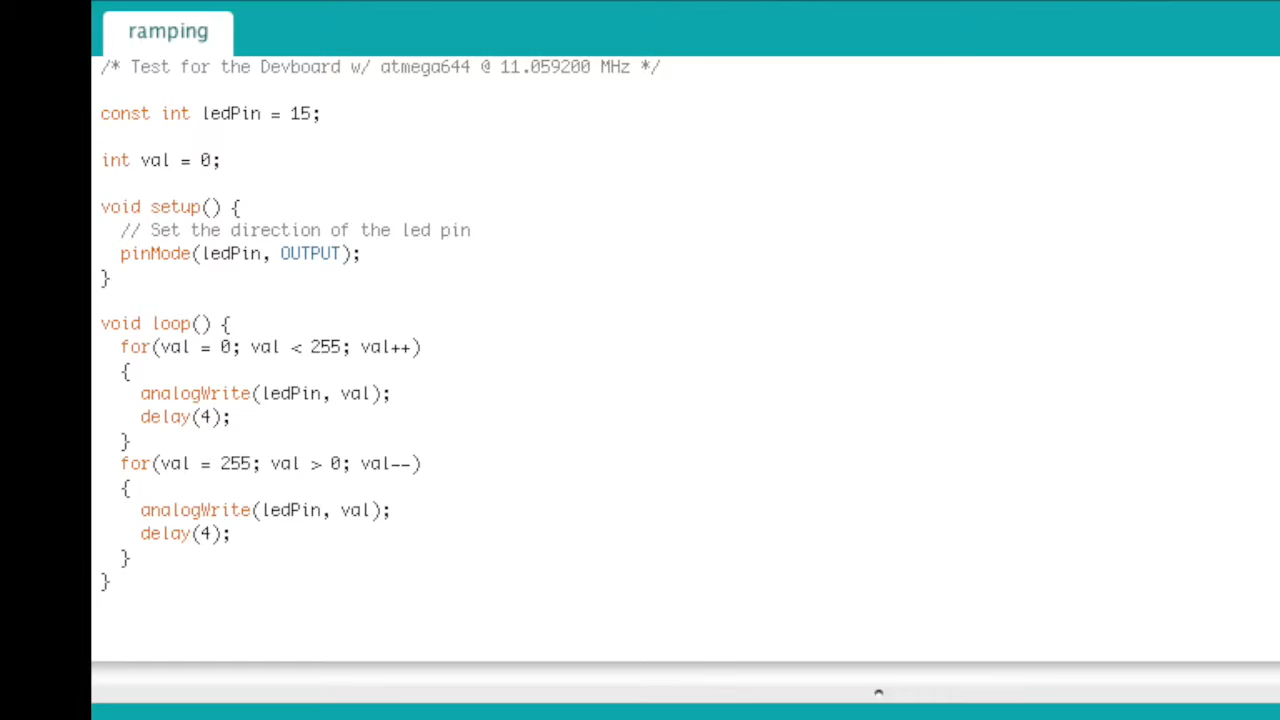 ramping
/* Test for the Devboard w/ atmega644 @ 11.059200 MHz */
const int ledPin = 15;
int val = 0;
void setup() {
  // Set the direction of the led pin
  pinMode(ledPin, OUTPUT);
}
void loop() {
  for(val = 0; val < 255; val++)
  {
    analogWrite(ledPin, val);
    delay(4);
  }
  for(val = 255; val > 0; val--)
  {
    analogWrite(ledPin, val);
    delay(4);
  }
}